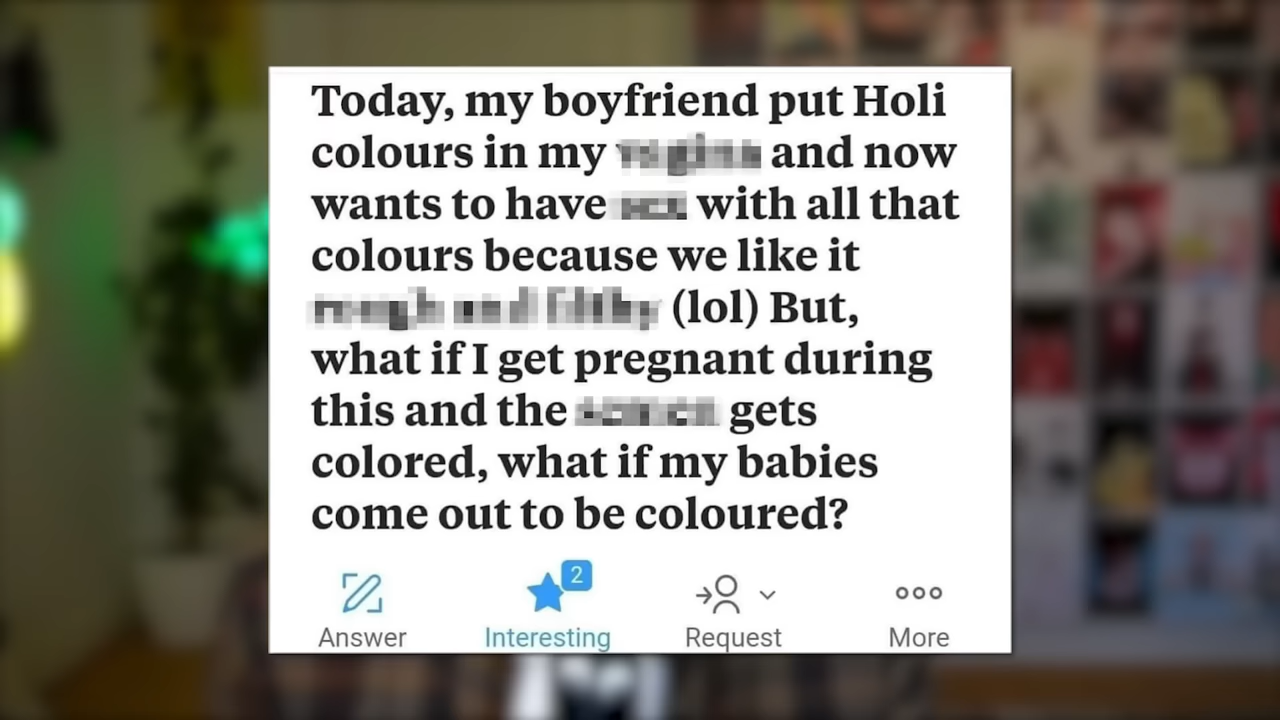 Today, my boyfriend put Holi
colours in my and now
wants to have with all that
colours because we like it
(lol) But,
what if I get pregnant during
this and the gets
colored, what if my babies
come out to be coloured?
2
Answer
Interesting
Request
More